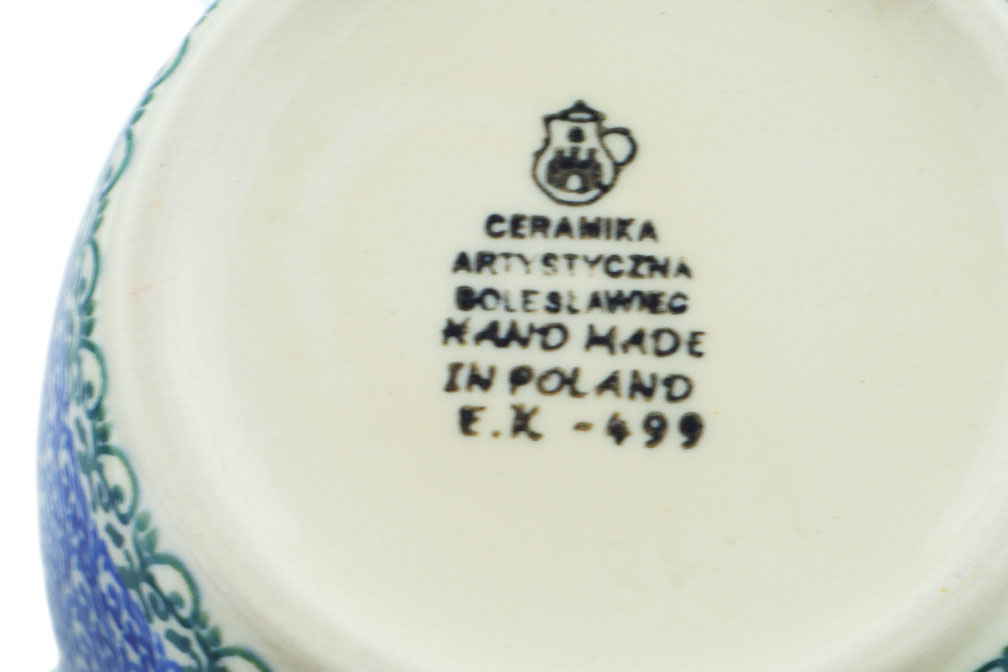 CERAMIKA
ARTYSTYCZNA
BOLESŁAWIEC
HAND MADE
IN POLAND
E.K - 499